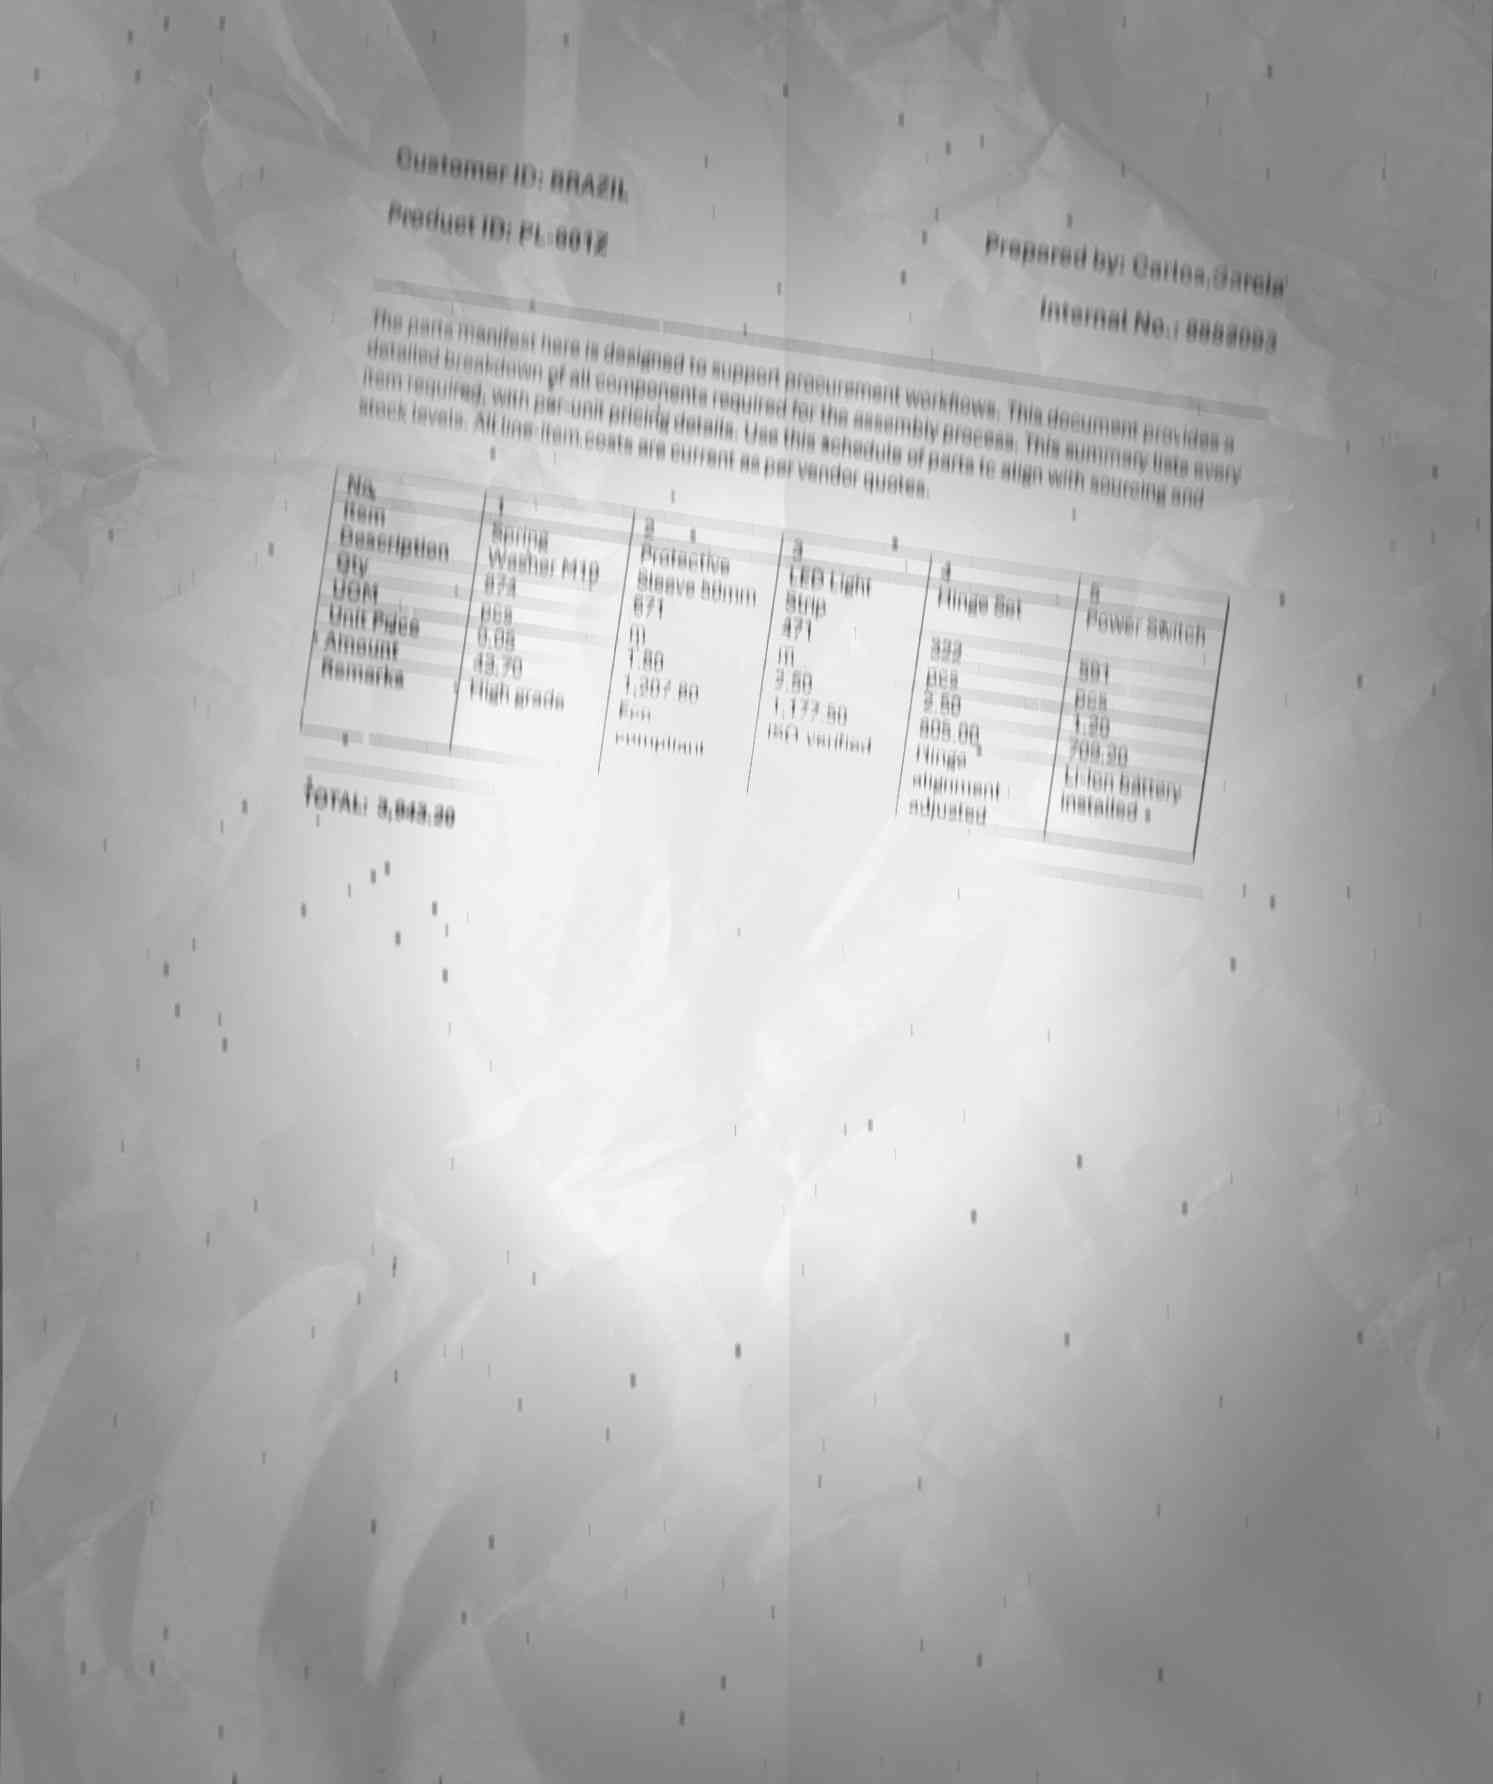 Customer ID: BRAZIL
Product ID:
Prepared by: Carlos Garcia
Internal No.:
The parts manifest here is designed to support procurement workflows. This document provides a
detailed breakdown of all components required for the assembly process. This summary lists every
item required, with per-unit pricing details. Use this schedule of parts to align with sourcing and
stock levels. All line-item costs are current as per vendor quotes.
No. 1 2 3 4 5
Item Spring Protective LED Light Hinge Set Power Switch
Description Washer M10 Sleeve 50mm Strip
Qty 874 671 471 322 591
UOM pcs m m pcs pcs
Unit Price 0.05 1.80 2.50 2.50 1.20
Amount 43.70 1,207.80 1,177.50 805.00 709.20
Remarks High grade Eco ISO verified Hinge Li-ion battery
compliant alignment installed
adjusted
TOTAL: 3,943.20